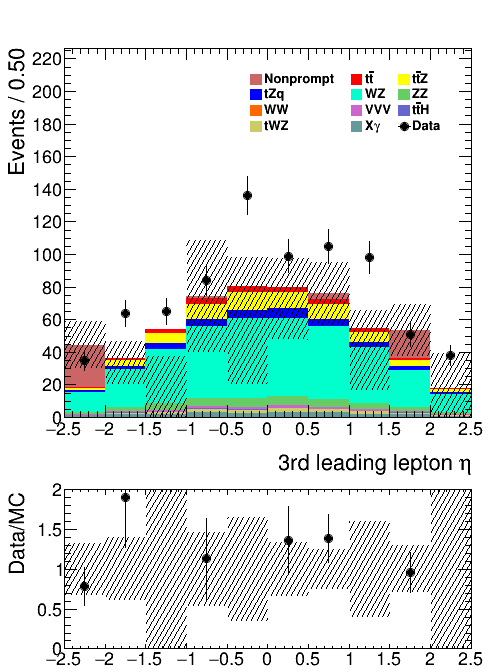 Events / 0.50
220
200
180
160
140
120
100
80
60
40
20
0
Nonprompt tt̄ tt̄Z
tZq WZ ZZ
WW VVV tt̄H
tWZ Xγ Data
−2.5 −2 −1.5 −1 −0.5 0 0.5 1 1.5 2 2.5
3rd leading lepton η
Data/MC
2
1.5
1
0.5
0
−2.5 −2 −1.5 −1 −0.5 0 0.5 1 1.5 2 2.5